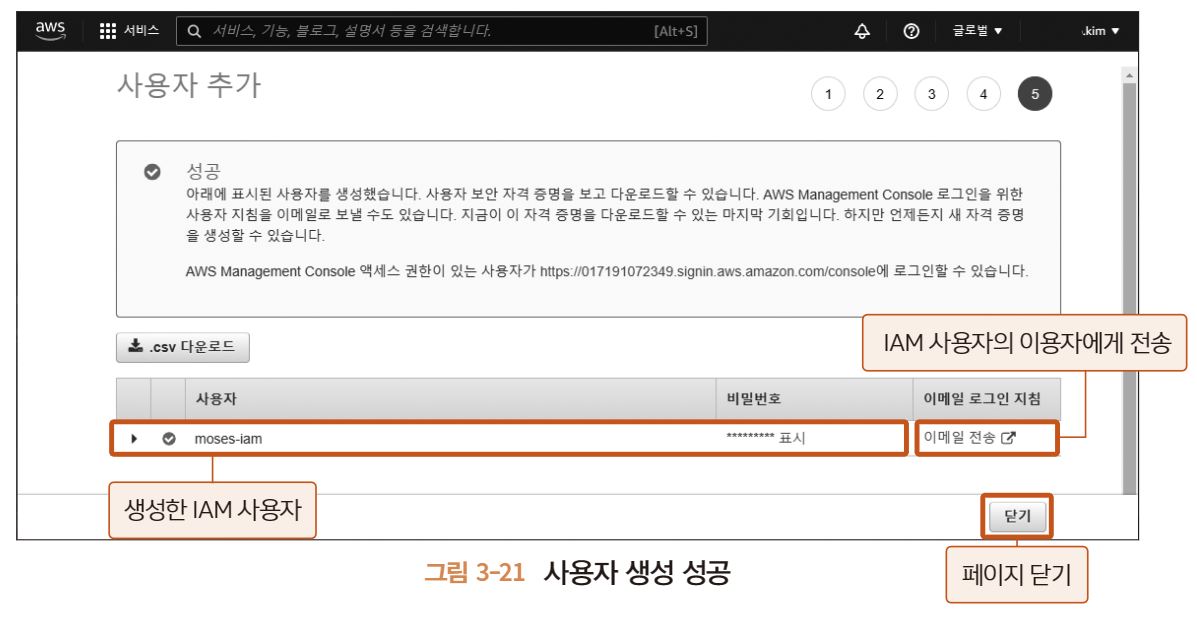 aws 서비스 서비스, 기능, 블로그, 설명서 등을 검색합니다. [Alt+S] 글로벌 ▼ .kim ▼
사용자 추가 1 2 3 4 5
성공
아래에 표시된 사용자를 생성했습니다. 사용자 보안 자격 증명을 보고 다운로드할 수 있습니다. AWS Management Console 로그인을 위한
사용자 지침을 이메일로 보낼 수도 있습니다. 지금이 이 자격 증명을 다운로드할 수 있는 마지막 기회입니다. 하지만 언제든지 새 자격 증명
을 생성할 수 있습니다.
AWS Management Console 액세스 권한이 있는 사용자가 https://017191072349.signin.aws.amazon.com/console에 로그인할 수 있습니다.
IAM 사용자의 이용자에게 전송
.csv 다운로드
사용자 비밀번호 이메일 로그인 지침
moses-iam ********* 표시 이메일 전송
생성한 IAM 사용자
닫기
페이지 닫기
그림 3-21 사용자 생성 성공